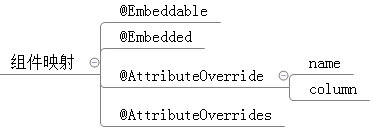 组件映射
@Embeddable
@Embedded
@AttributeOverride
name
column
@AttributeOverrides